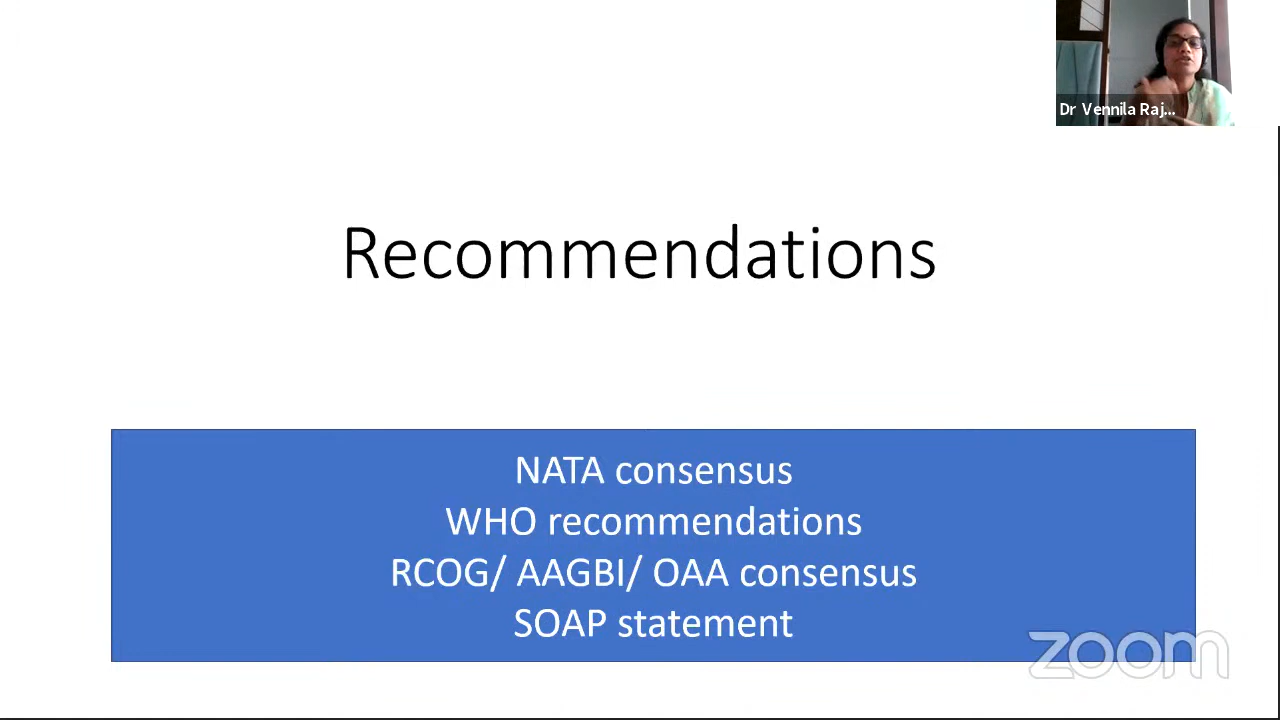 Dr Vennila Raj...
Recommendations
NATA consensus
WHO recommendations
RCOG/ AAGBI/ OAA consensus
SOAP statement
zoom